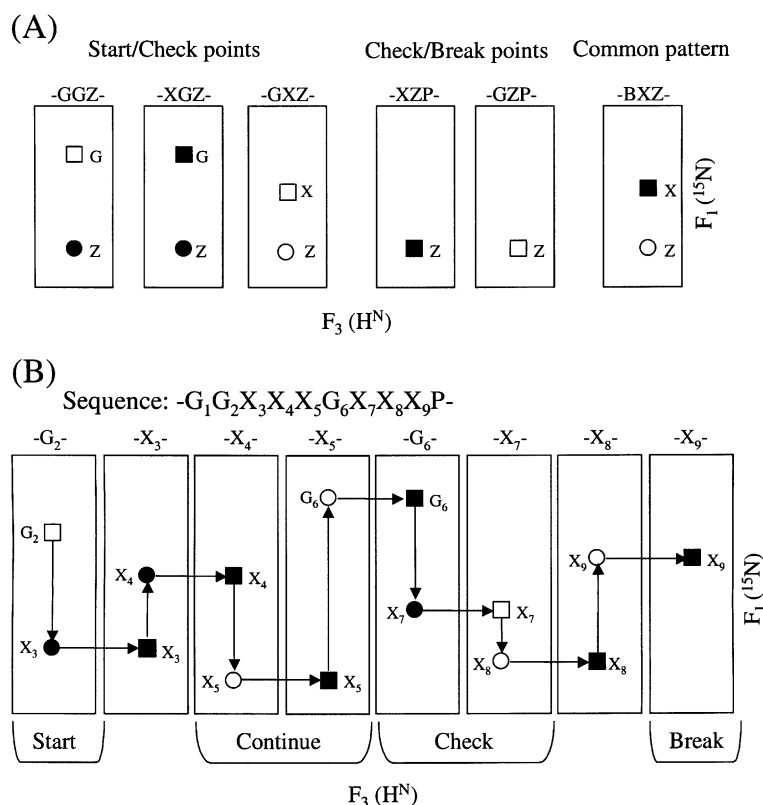 (A)
Start/Check points Check/Break points Common pattern
-GGZ- -XGZ- -GXZ- -XZP- -GZP- -BXZ-
G G
X X
Z Z Z Z Z Z
F₁ (¹⁵N)
F₃ (Hᴺ)
(B)
Sequence: -G₁G₂X₃X₄X₅G₆X₇X₈X₉P-
-G₂- -X₃- -X₄- -X₅- -G₆- -X₇- -X₈- -X₉-
G₆ G₆
G₂
X₉ X₉
X₄ X₄
X₇ X₇
X₃ X₃
X₈ X₈
X₅ X₅
F₁ (¹⁵N)
Start Continue Check Break
F₃ (Hᴺ)